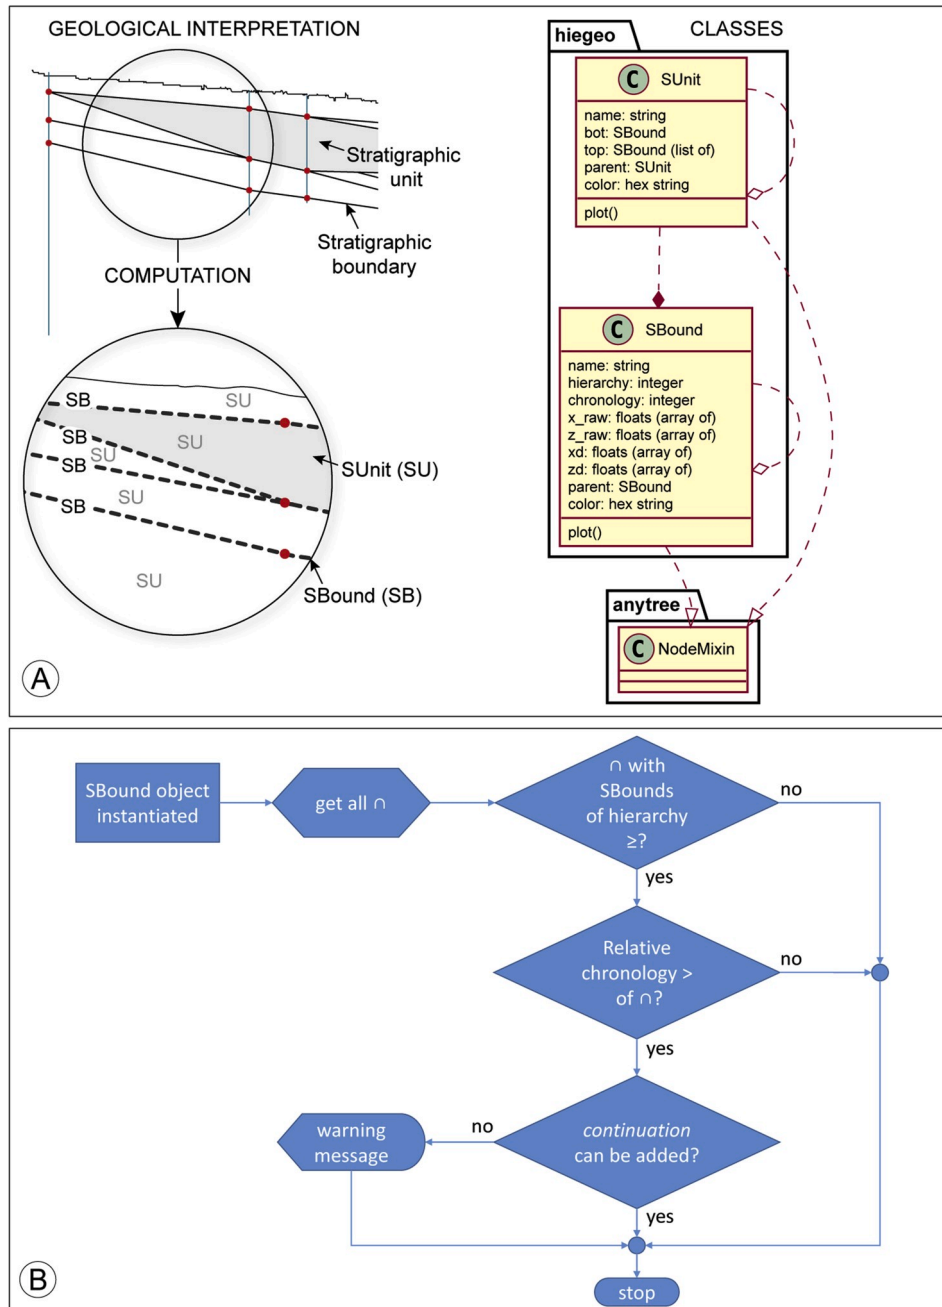 GEOLOGICAL INTERPRETATION
Stratigraphic
unit
Stratigraphic
boundary
COMPUTATION
SB
SU
SB
SU
SU
SB
SU
SB
SU
SUnit (SU)
SBound (SB)
A
CLASSES
hiegeo
C SUnit
name: string
bot: SBound
top: SBound (list of)
parent: SUnit
color: hex string
plot()
C SBound
name: string
hierarchy: integer
chronology: integer
x_raw: floats (array of)
z_raw: floats (array of)
xd: floats (array of)
zd: floats (array of)
parent: SBound
color: hex string
plot()
anytree
C NodeMixin
SBound object
instantiated
get all ∩
∩ with
SBounds
of hierarchy
≥?
no
yes
Relative
chronology >
of ∩?
no
yes
continuation
can be added?
no
warning
message
yes
stop
B